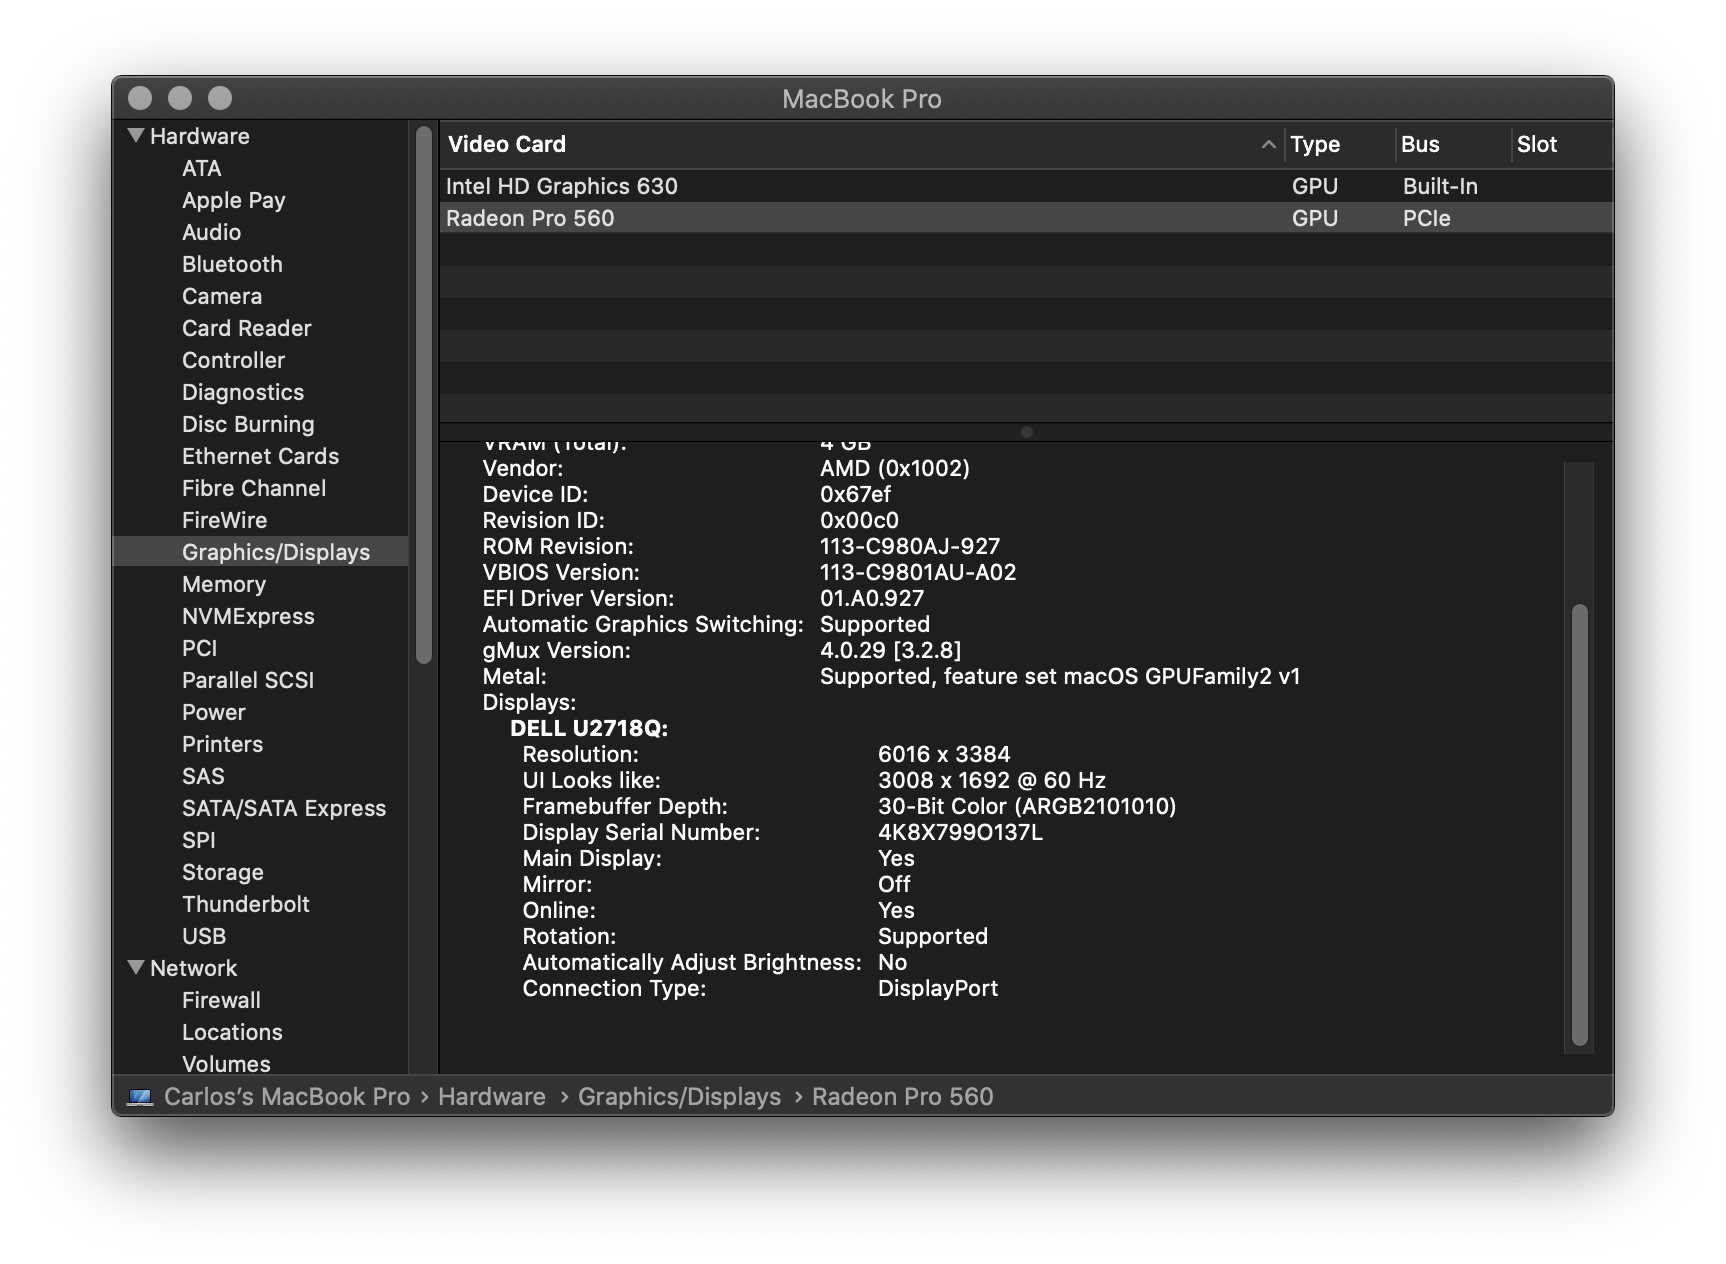 MacBook Pro
Hardware
ATA
Apple Pay
Audio
Bluetooth
Camera
Card Reader
Controller
Diagnostics
Disc Burning
Ethernet Cards
Fibre Channel
FireWire
Graphics/Displays
Memory
NVMExpress
PCI
Parallel SCSI
Power
Printers
SAS
SATA/SATA Express
SPI
Storage
Thunderbolt
USB
Network
Firewall
Locations
Volumes
Video Card Type Bus Slot
Intel HD Graphics 630 GPU Built-In
Radeon Pro 560 GPU PCIe
VRAM (Total): 4 GB
Vendor: AMD (0x1002)
Device ID: 0x67ef
Revision ID: 0x00c0
ROM Revision: 113-C980AJ-927
VBIOS Version: 113-C9801AU-A02
EFI Driver Version: 01.A0.927
Automatic Graphics Switching: Supported
gMux Version: 4.0.29 [3.2.8]
Metal: Supported, feature set macOS GPUFamily2 v1
Displays:
DELL U2718Q:
Resolution: 6016 x 3384
UI Looks like: 3008 x 1692 @ 60 Hz
Framebuffer Depth: 30-Bit Color (ARGB2101010)
Display Serial Number: 4K8X799O137L
Main Display: Yes
Mirror: Off
Online: Yes
Rotation: Supported
Automatically Adjust Brightness: No
Connection Type: DisplayPort
Carlos’s MacBook Pro › Hardware › Graphics/Displays › Radeon Pro 560